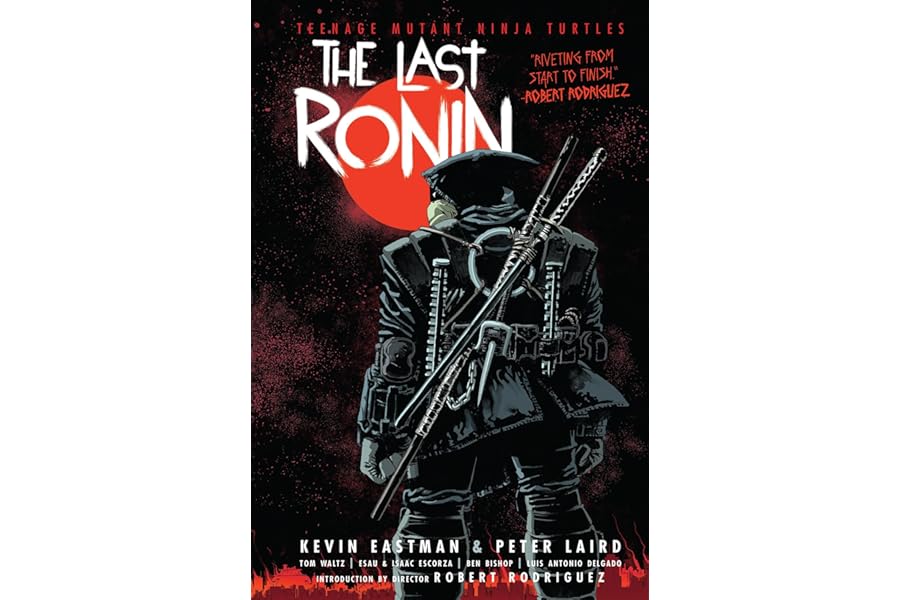 TEENAGE MUTANT NINJA TURTLES
THE LAST
RONIN
"RIVETING FROM
START TO FINISH."
-ROBERT RODRIGUEZ
KEVIN EASTMAN & PETER LAIRD
TOM WALTZ | ESAU & ISAAC ESCORZA | BEN BISHOP | LUIS ANTONIO DELGADO
INTRODUCTION BY DIRECTOR ROBERT RODRIGUEZ